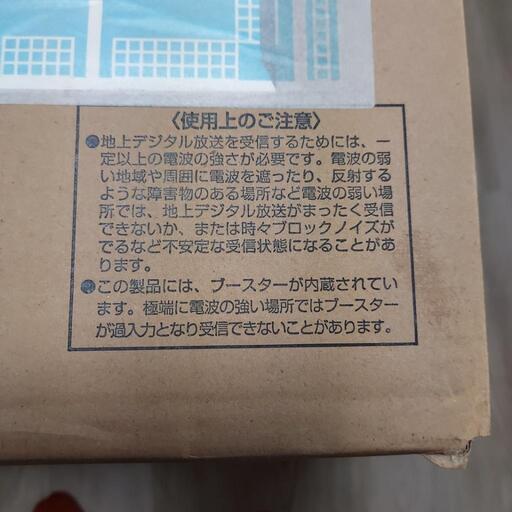 〈使用上のご注意〉
●地上デジタル放送を受信するためには、一
定以上の電波の強さが必要です。電波の弱
い地域や周囲に電波を遮ったり、反射する
ような障害物のある場所など電波の弱い場
所では、地上デジタル放送がまったく受信
できないか、または時々ブロックノイズが
でるなど不安定な受信状態になることがあ
ります。
●この製品には、ブースターが内蔵されてい
ます。極端に電波の強い場所ではブースター
が過入力となり受信できないことがあります。